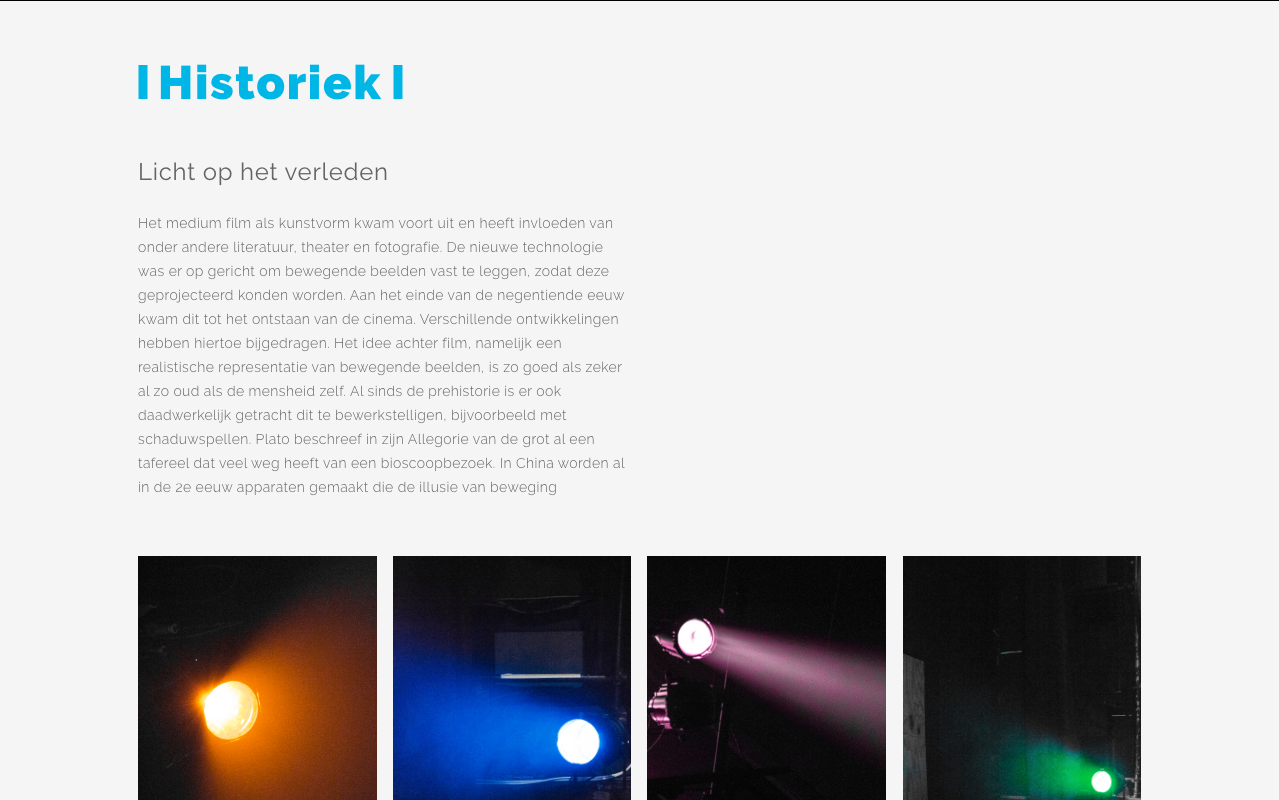 | Historiek |
Licht op het verleden
Het medium film als kunstvorm kwam voort uit en heeft invloeden van
onder andere literatuur, theater en fotografie. De nieuwe technologie
was er op gericht om bewegende beelden vast te leggen, zodat deze
geprojecteerd konden worden. Aan het einde van de negentiende eeuw
kwam dit tot het ontstaan van de cinema. Verschillende ontwikkelingen
hebben hiertoe bijgedragen. Het idee achter film, namelijk een
realistische representatie van bewegende beelden, is zo goed als zeker
al zo oud als de mensheid zelf. Al sinds de prehistorie is er ook
daadwerkelijk getracht dit te bewerkstelligen, bijvoorbeeld met
schaduwspellen. Plato beschreef in zijn Allegorie van de grot al een
tafereel dat veel weg heeft van een bioscoopbezoek. In China worden al
in de 2e eeuw apparaten gemaakt die de illusie van beweging